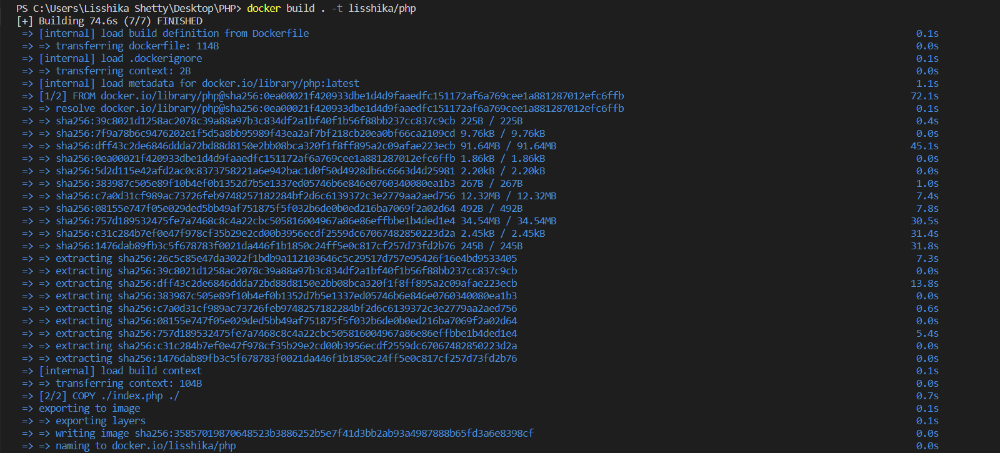 PS C:\Users\Lisshika Shetty\Desktop\PHP> docker build . -t lisshika/php
[+] Building 74.6s (7/7) FINISHED
=> [internal] load build definition from Dockerfile 0.1s
=> => transferring dockerfile: 114B 0.0s
=> [internal] load .dockerignore 0.1s
=> => transferring context: 2B 0.0s
=> [internal] load metadata for docker.io/library/php:latest 1.1s
=> [1/2] FROM docker.io/library/php@sha256:0ea00021f420933dbe1d4d9faaedfc151172af6a769cee1a881287012efc6ffb 72.1s
=> => resolve docker.io/library/php@sha256:0ea00021f420933dbe1d4d9faaedfc151172af6a769cee1a881287012efc6ffb 0.1s
=> => sha256:39c8021d1258ac2078c39a88a97b3c834df2a1bf40f1b56f88bb237cc837c9cb 225B / 225B 0.4s
=> => sha256:7f9a78b6c9476202e1f5d5a8bb95989f43ea2af7bf218cb20ea0bf66ca2109cd 9.76kB / 9.76kB 0.0s
=> => sha256:dff43c2de6846ddda72bd88d8150e2bb08bca320f1f8ff895a2c09afae223ecb 91.64MB / 91.64MB 45.1s
=> => sha256:0ea00021f420933dbe1d4d9faaedfc151172af6a769cee1a881287012efc6ffb 1.86kB / 1.86kB 0.0s
=> => sha256:5d2d115e42afd2ac0c8373758221a6e942bac1d0f50d4928db6c6663d4d25981 2.20kB / 2.20kB 0.0s
=> => sha256:383987c505e89f10b4ef0b1352d7b5e1337ed05746b6e846e0760340080ea1b3 267B / 267B 1.0s
=> => sha256:c7a0d31cf989ac73726feb9748257182284bf2d6c6139372c3e2779aa2aed756 12.32MB / 12.32MB 7.4s
=> => sha256:08155e747f05e029ded5bb49af751875f5f032b6de0b0ed216ba7069f2a02d64 492B / 492B 7.8s
=> => sha256:757d189532475fe7a7468c8c4a22cbc505816004967a86e86effbbe1b4ded1e4 34.54MB / 34.54MB 30.5s
=> => sha256:c31c284b7ef0e47f978cf35b29e2cd00b3956ecdf2559dc67067482850223d2a 2.45kB / 2.45kB 31.4s
=> => sha256:1476dab89fb3c5f678783f0021da446f1b1850c24ff5e0c817cf257d73fd2b76 245B / 245B 31.8s
=> => extracting sha256:26c5c85e47da3022f1bdb9a112103646c5c29517d757e95426f16e4bd9533405 7.3s
=> => extracting sha256:39c8021d1258ac2078c39a88a97b3c834df2a1bf40f1b56f88bb237cc837c9cb 0.0s
=> => extracting sha256:dff43c2de6846ddda72bd88d8150e2bb08bca320f1f8ff895a2c09afae223ecb 13.8s
=> => extracting sha256:383987c505e89f10b4ef0b1352d7b5e1337ed05746b6e846e0760340080ea1b3 0.0s
=> => extracting sha256:c7a0d31cf989ac73726feb9748257182284bf2d6c6139372c3e2779aa2aed756 0.6s
=> => extracting sha256:08155e747f05e029ded5bb49af751875f5f032b6de0b0ed216ba7069f2a02d64 0.0s
=> => extracting sha256:757d189532475fe7a7468c8c4a22cbc505816004967a86e86effbbe1b4ded1e4 5.4s
=> => extracting sha256:c31c284b7ef0e47f978cf35b29e2cd00b3956ecdf2559dc67067482850223d2a 0.0s
=> => extracting sha256:1476dab89fb3c5f678783f0021da446f1b1850c24ff5e0c817cf257d73fd2b76 0.0s
=> [internal] load build context 0.1s
=> => transferring context: 104B 0.0s
=> [2/2] COPY ./index.php ./ 0.7s
=> exporting to image 0.1s
=> => exporting layers 0.1s
=> => writing image sha256:35857019870648523b3886252b5e7f41d3bb2ab93a4987888b65fd3a6e8398cf 0.0s
=> => naming to docker.io/lisshika/php 0.0s